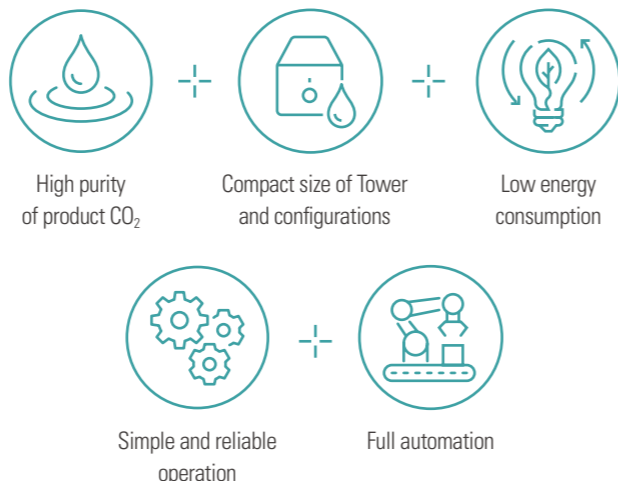 High purity
of product CO₂
Compact size of Tower
and configurations
Low energy
consumption
Simple and reliable
operation
Full automation